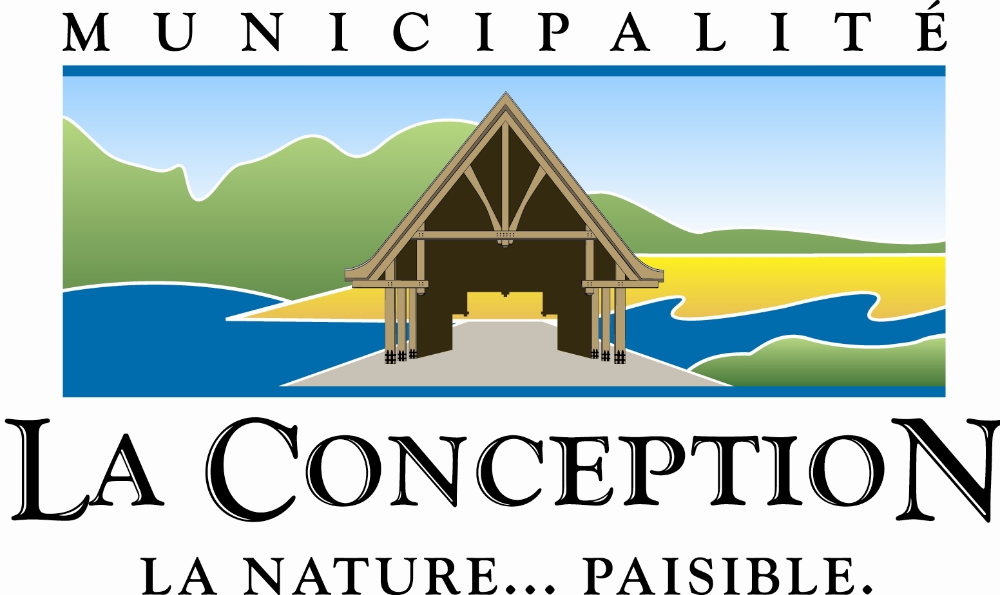 MUNICIPALITÉ
LA CONCEPTION
LA NATURE... PAISIBLE.